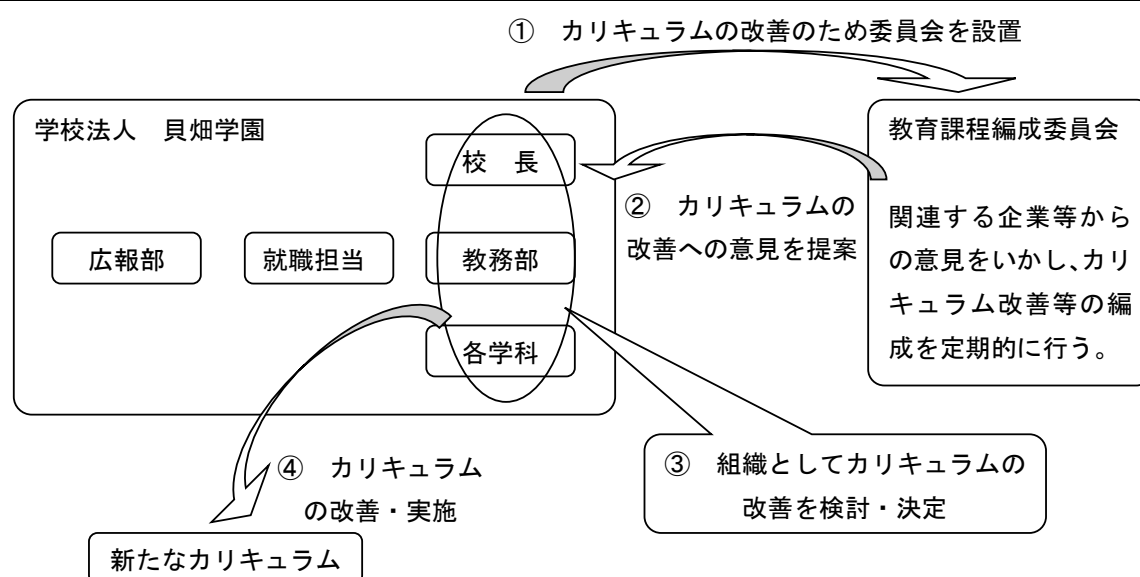 ① カリキュラムの改善のため委員会を設置
学校法人 貝畑学園
校 長
広報部
就職担当
教務部
各学科
教育課程編成委員会
関連する企業等から
の意見をいかし、カリ
キュラム改善等の編
成を定期的に行う。
② カリキュラムの
改善への意見を提案
③ 組織としてカリキュラムの
改善を検討・決定
④ カリキュラム
の改善・実施
新たなカリキュラム